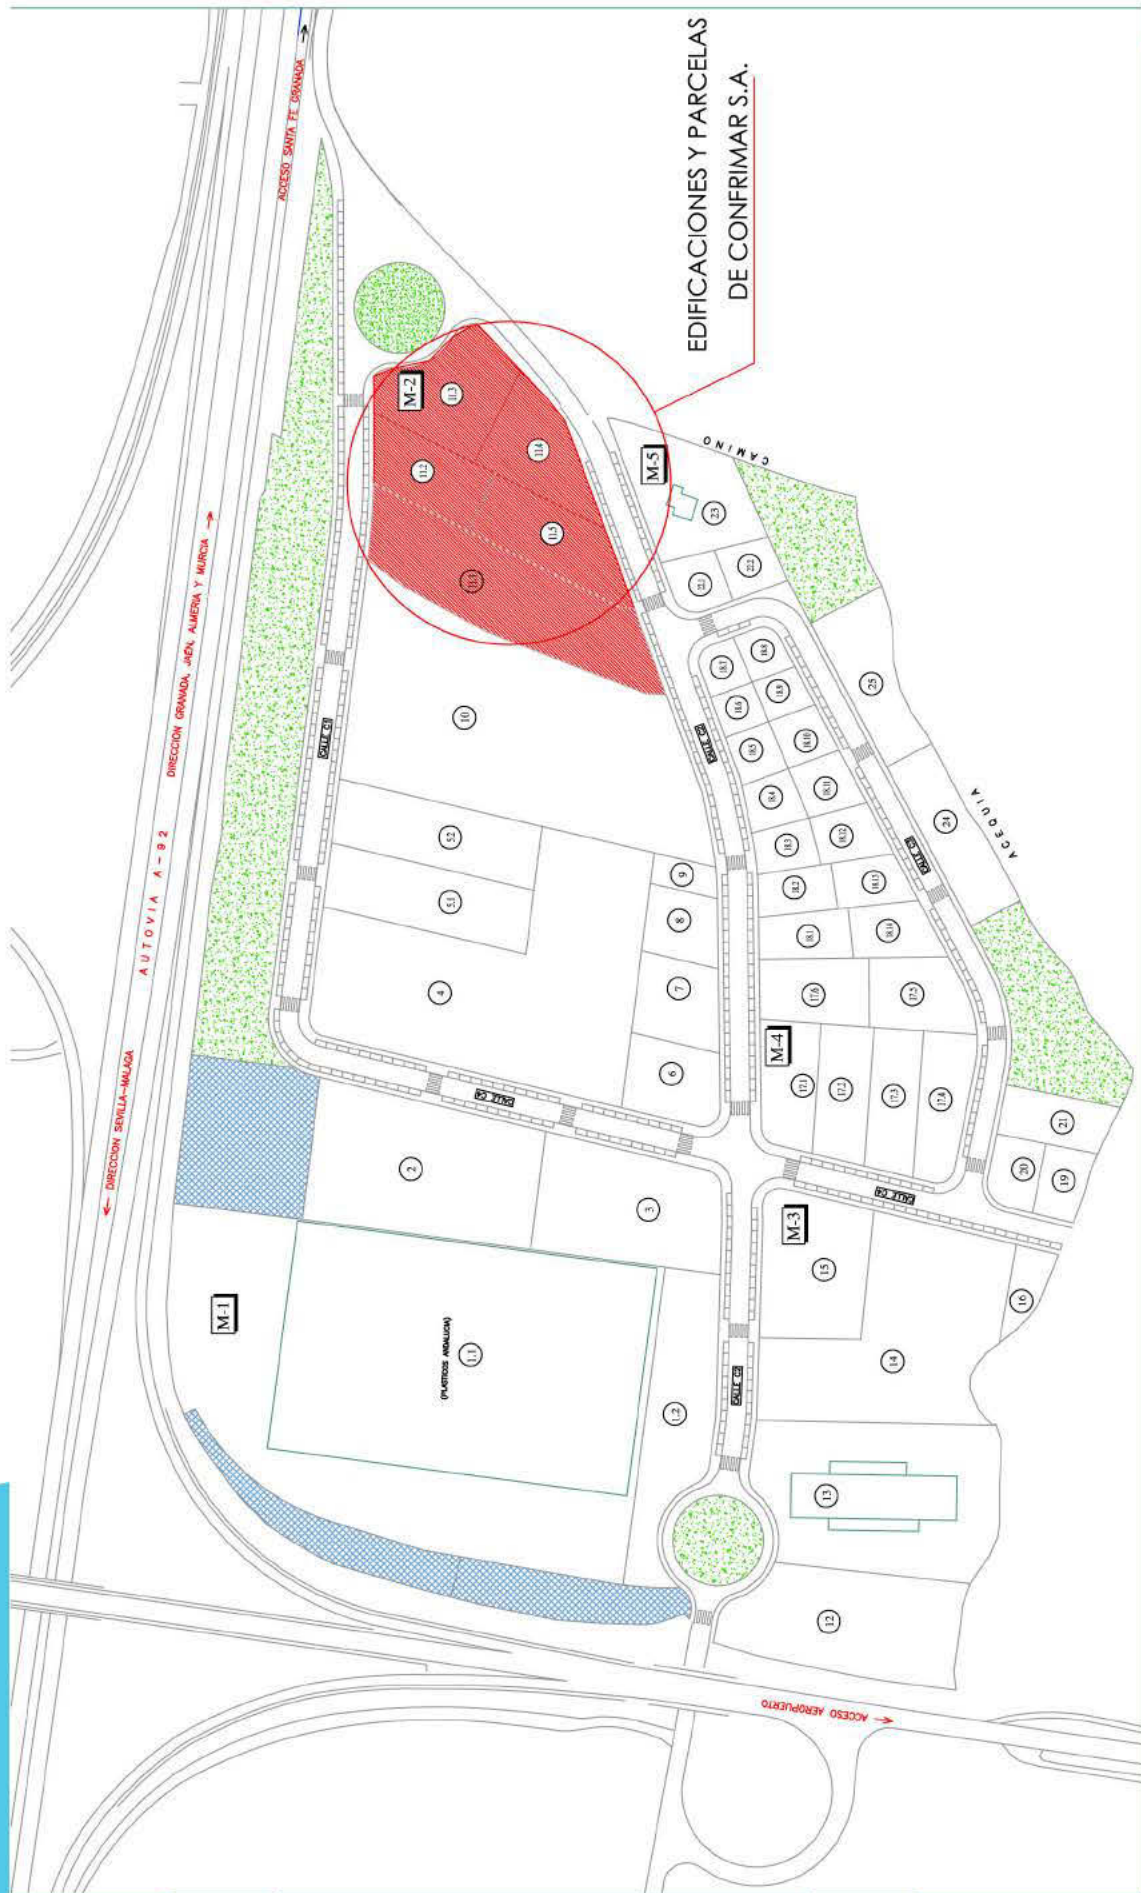 EDIFICACIONES Y PARCELAS
DE CONFRIMAR S.A.
ACCESO SANTA FE GRANADA →
DIRECCION GRANADA, JAÉN, ALMERIA Y MURCIA →
AUTOVIA A-92
← DIRECCION SEVILLA-MALAGA
ACCESO AEROPUERTO
M-1
(PLASTICOS ANDALUCIA)
1.1
1.2
2
3
M-2
11.3
11.2
11.4
11.5
11.1
10
CALLE C1
5.2
5.1
4
9
8
7
6
CALLE C4
CALLE C2
M-5
CAMINO
23
22.1
22.2
25
24
ACEQUIA
18.7
18.8
18.6
18.9
18.5
18.10
18.4
18.11
18.3
18.12
18.2
18.13
18.1
18.14
CALLE C3
M-4
17.6
17.5
17.1
17.2
17.3
17.4
21
20
19
CALLE C4
M-3
15
16
14
CALLE C2
13
12